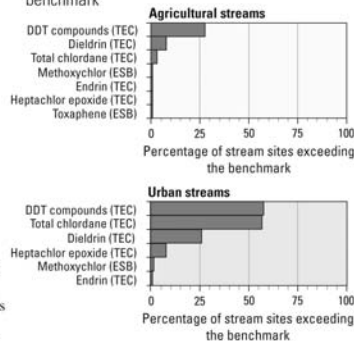 benchmark
Agricultural streams
DDT compounds (TEC)
Dieldrin (TEC)
Total chlordane (TEC)
Methoxychlor (ESB)
Endrin (TEC)
Heptachlor epoxide (TEC)
Toxaphene (ESB)
0 25 50 75 100
Percentage of stream sites exceeding
the benchmark
Urban streams
DDT compounds (TEC)
Total chlordane (TEC)
Dieldrin (TEC)
Heptachlor epoxide (TEC)
Methoxychlor (ESB)
Endrin (TEC)
s
0 25 50 75 100
Percentage of stream sites exceeding
the benchmark